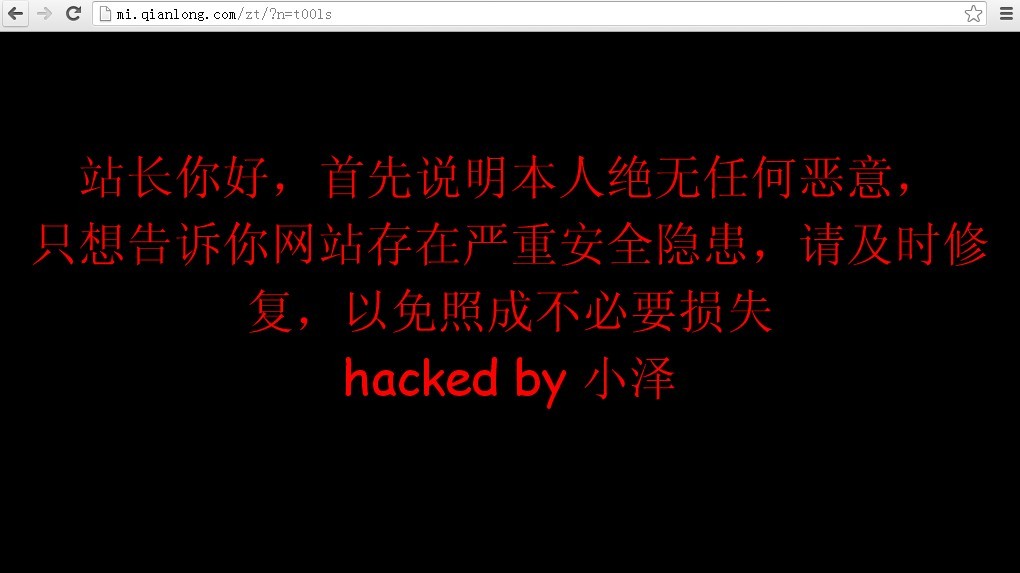 mi.qianlong.com/zt/?n=t00ls
站长你好，首先说明本人绝无任何恶意，
只想告诉你网站存在严重安全隐患，请及时修
复，以免照成不必要损失
hacked by 小泽